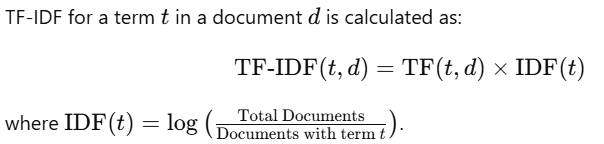 TF-IDF for a term t in a document d is calculated as:
TF-IDF(t, d) = TF(t, d) × IDF(t)
where IDF(t) = log (Total Documents / Documents with term t).